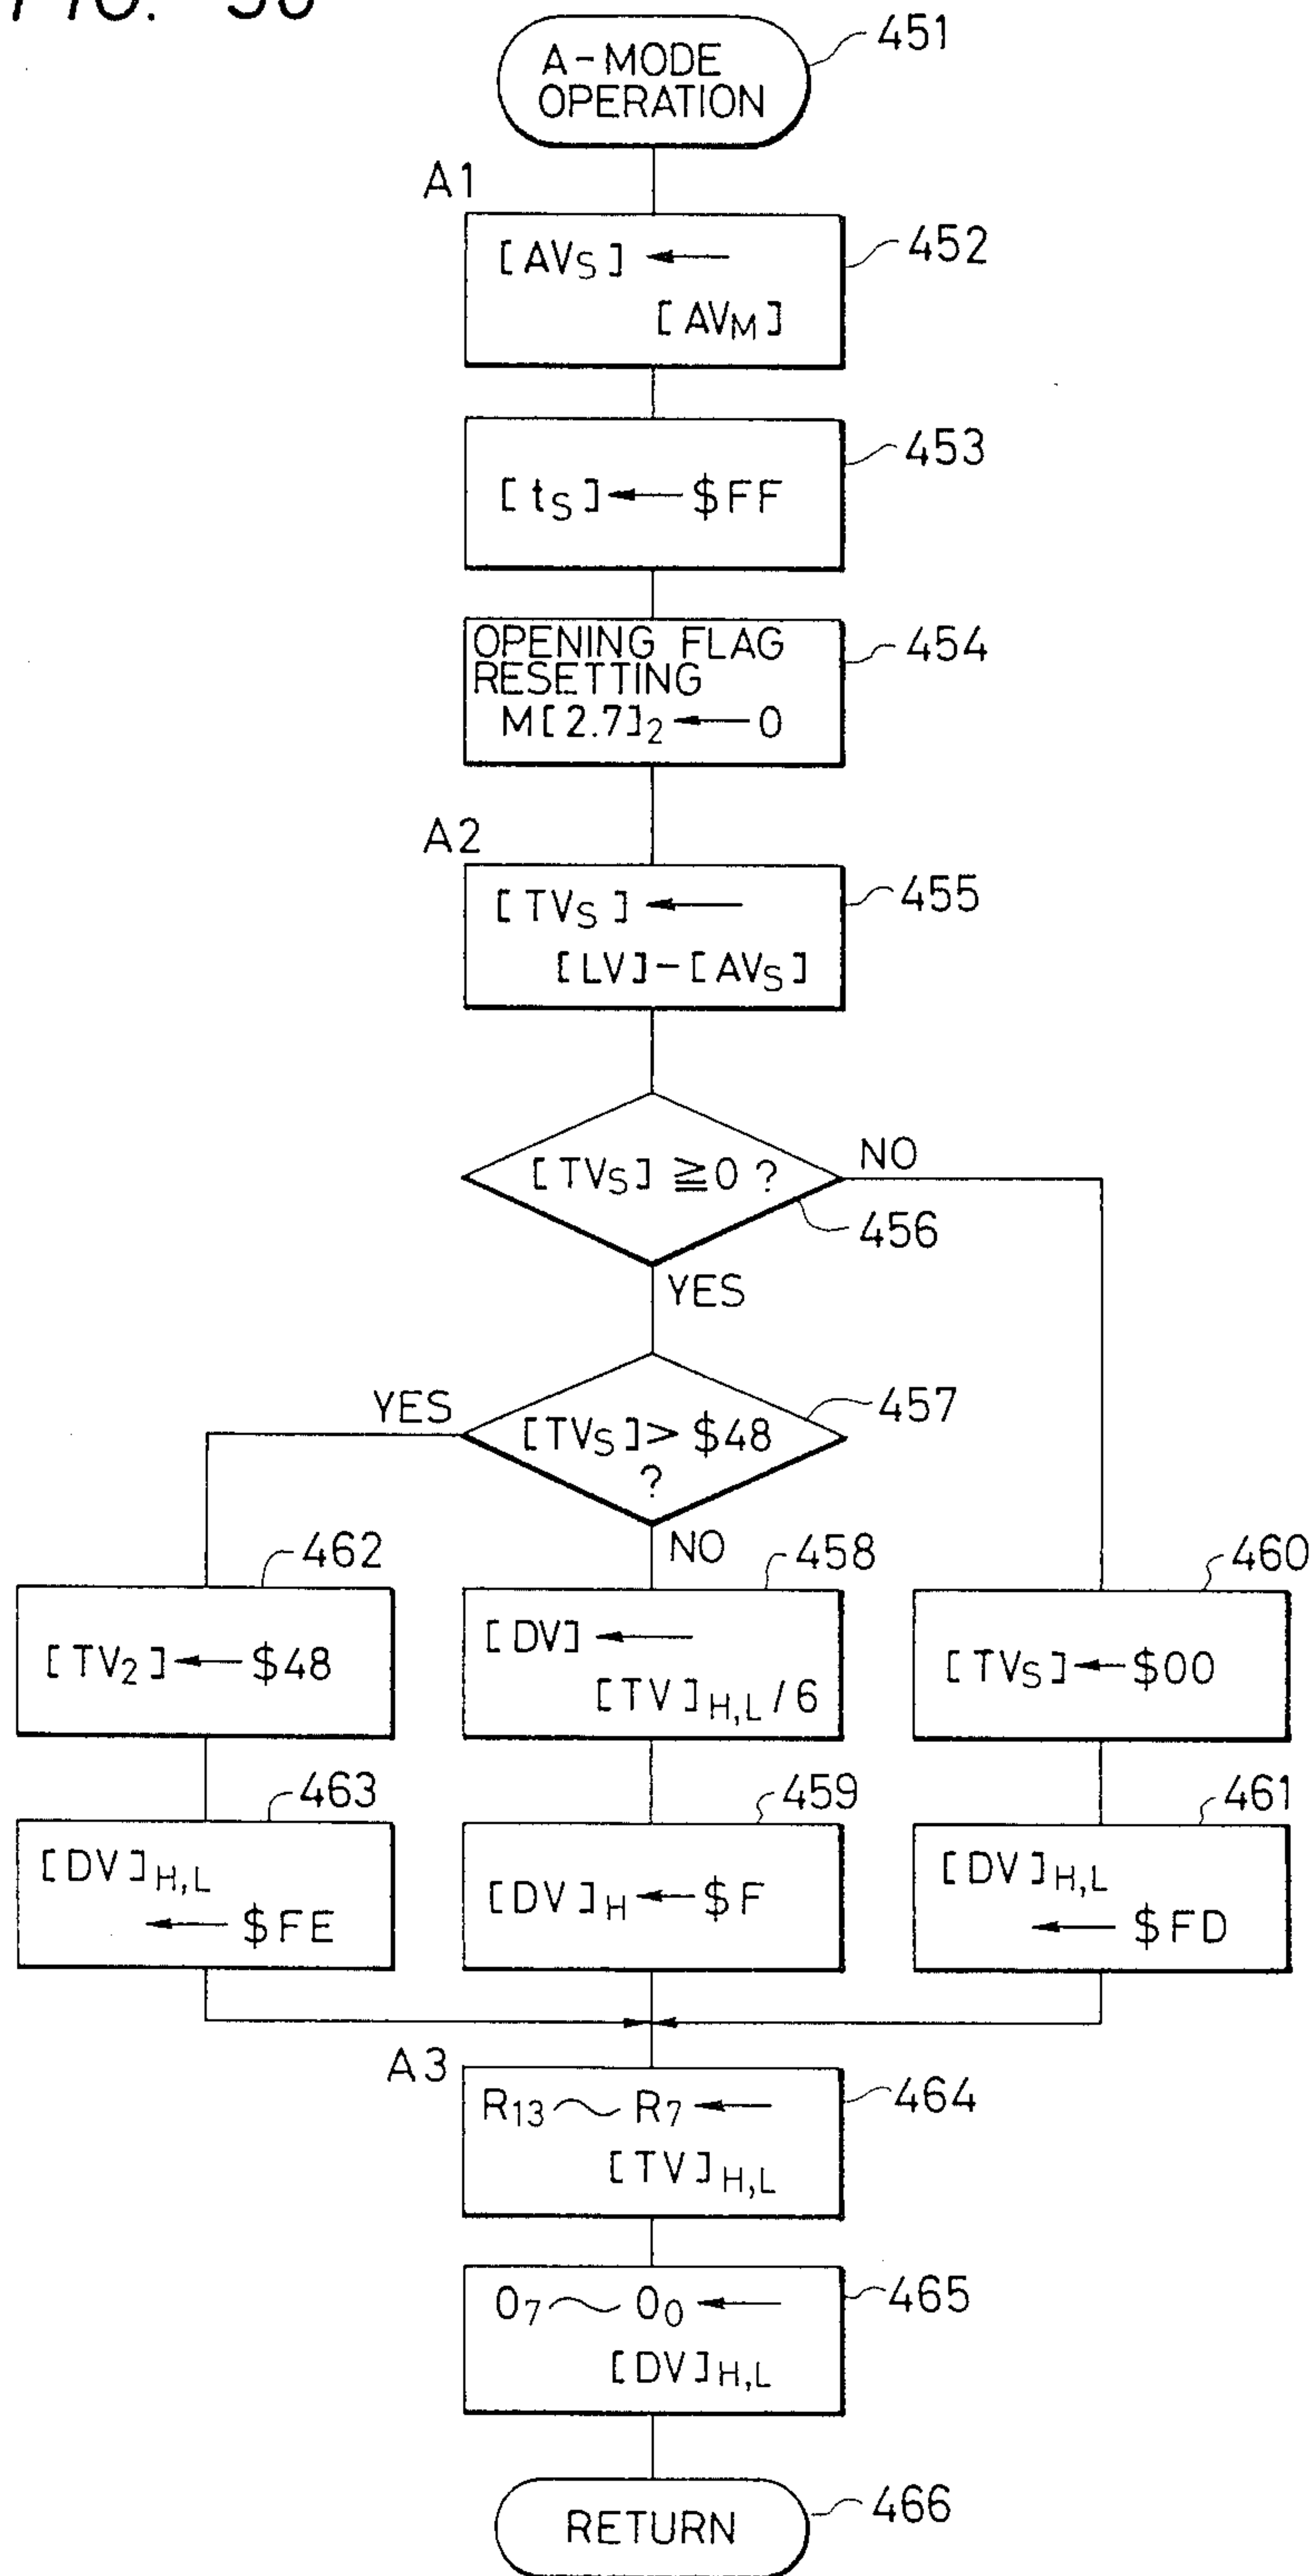 FIG.
A-MODE
OPERATION
451
A1
[AVS] ←
[AVM]
452
[tS] ← $FF
453
OPENING FLAG
RESETTING
M[2.7]2 ← 0
454
A2
[TVS] ←
[LV]-[AVS]
455
[TVS] ≧0 ?
NO
456
YES
YES
[TVS]> $48
?
457
NO
462
[TV2] ← $48
458
[DV] ←
[TV]H,L / 6
460
[TVS] ← $00
463
[DV]H,L
← $FE
459
[DV]H ← $F
461
[DV]H,L
← $FD
A3
R13~R7 ←
[TV]H,L
464
O7~O0 ←
[DV]H,L
465
RETURN
466